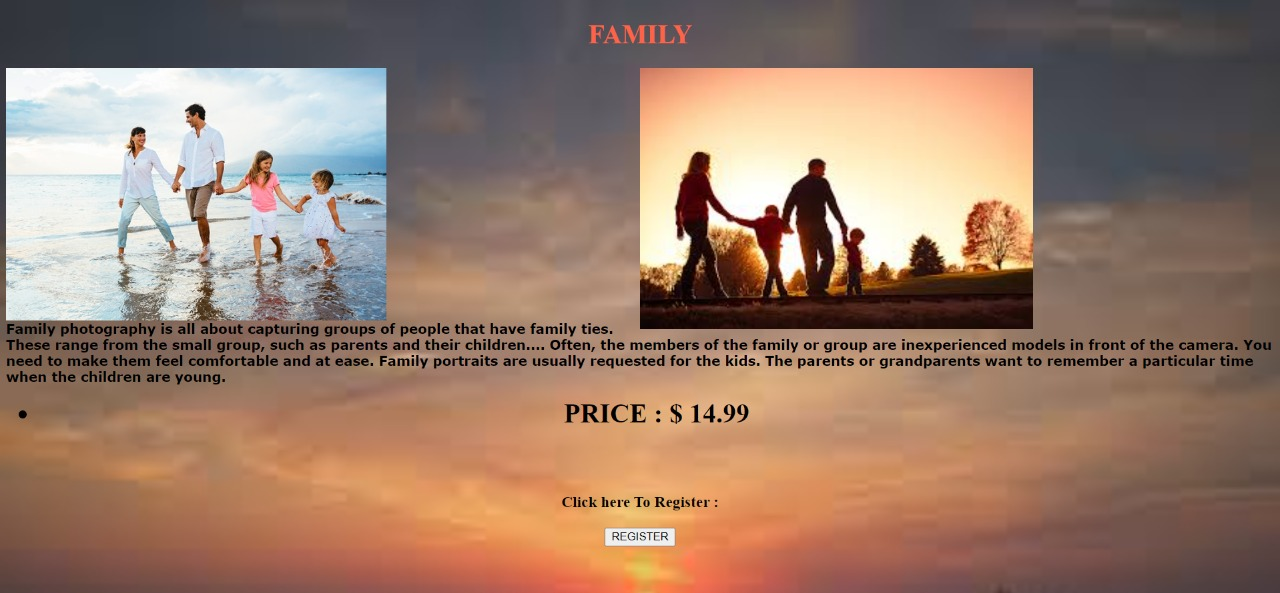 FAMILY
Family photography is all about capturing groups of people that have family ties.
These range from the small group, such as parents and their children.... Often, the members of the family or group are inexperienced models in front of the camera. You
need to make them feel comfortable and at ease. Family portraits are usually requested for the kids. The parents or grandparents want to remember a particular time
when the children are young.
• PRICE : $ 14.99
Click here To Register :
REGISTER